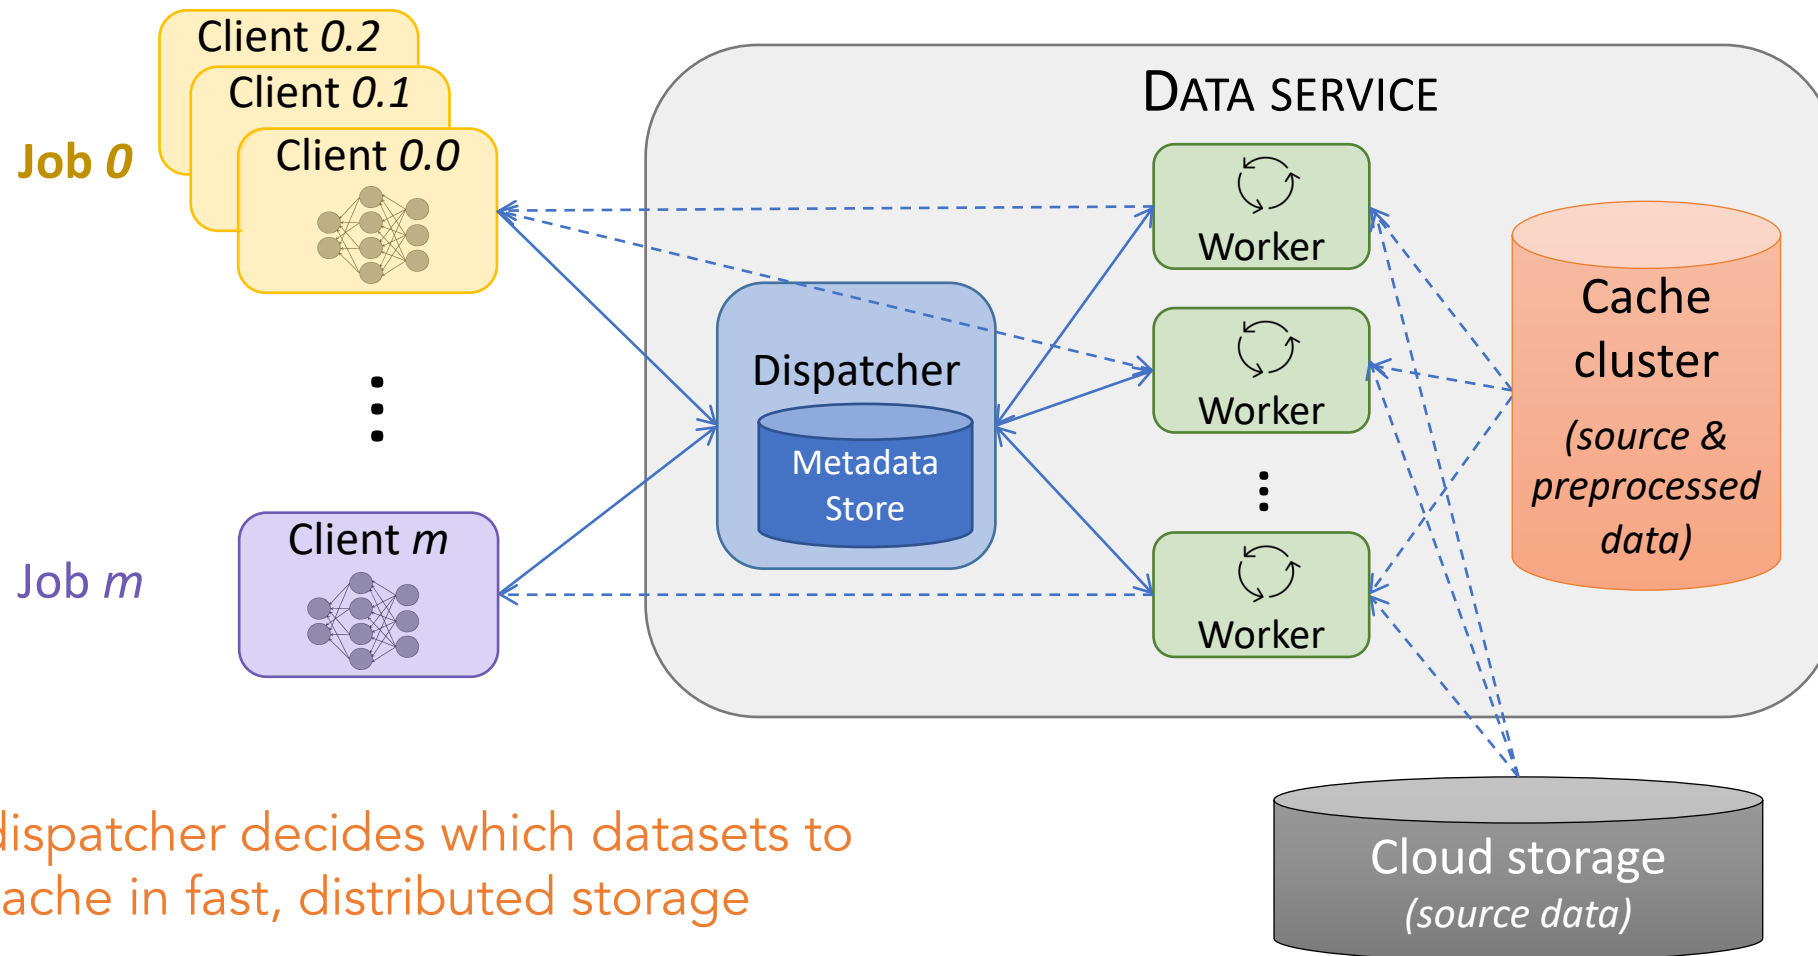 Client 0.2
Client 0.1
Client 0.0
Job 0
DATA SERVICE
Worker
Worker
Worker
Dispatcher
Metadata
Store
Cache
cluster
(source &
preprocessed
data)
Client m
Job m
dispatcher decides which datasets to
ache in fast, distributed storage
Cloud storage
(source data)